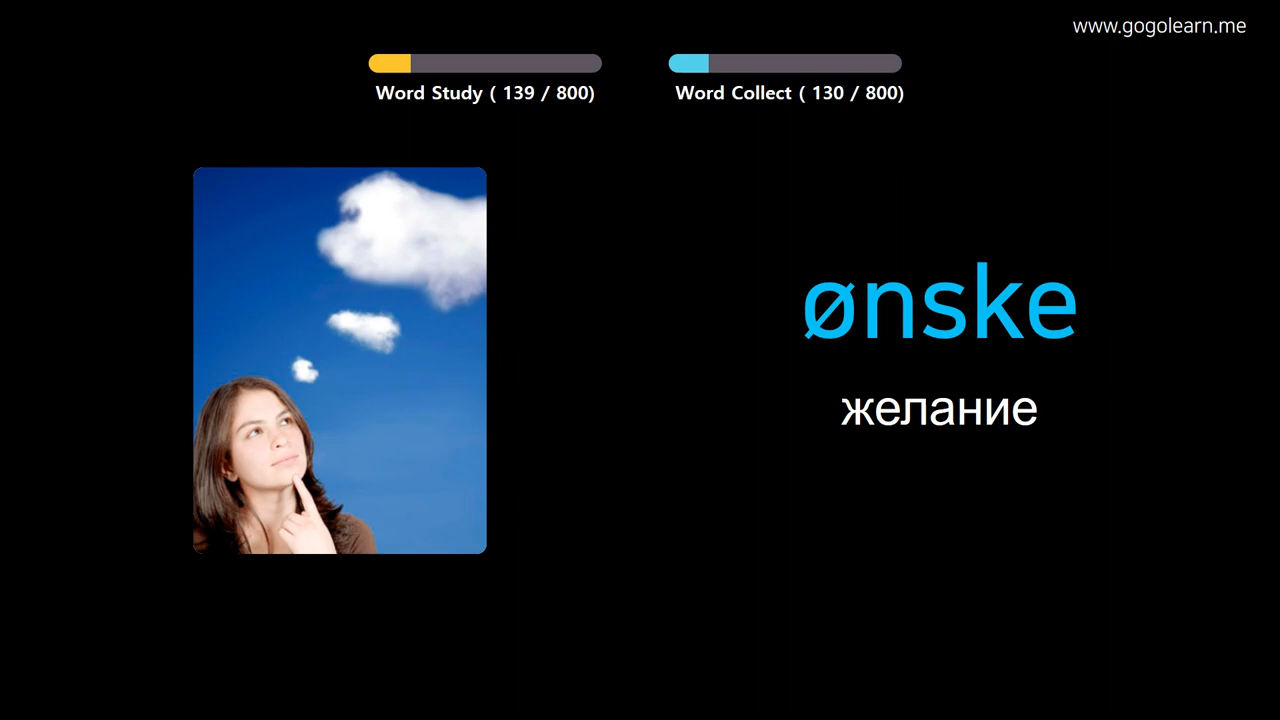 www.gogolearn.me
Word Study ( 139 / 800)
Word Collect ( 130 / 800)
ønske
желание